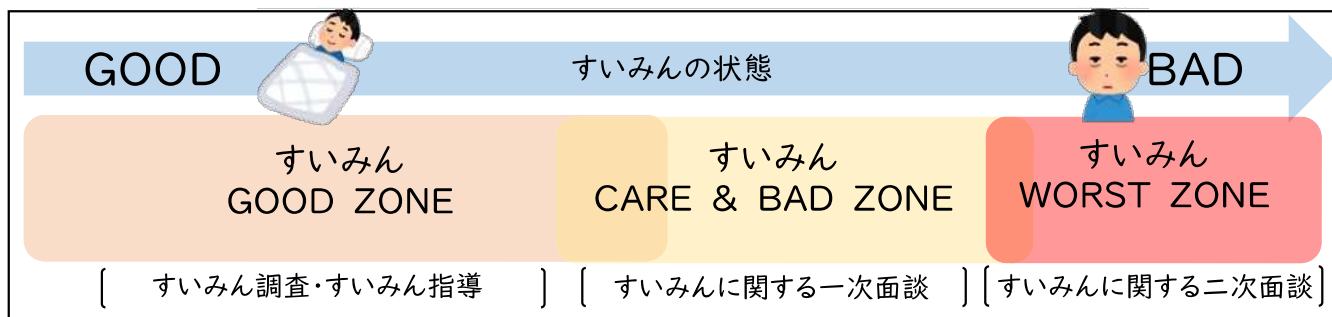 GOOD すいみんの状態 BAD
すいみん
GOOD ZONE
すいみん
CARE & BAD ZONE
すいみん
WORST ZONE
[ すいみん調査・すいみん指導 ]
[ すいみんに関する一次面談 ]
[ すいみんに関する二次面談 ]